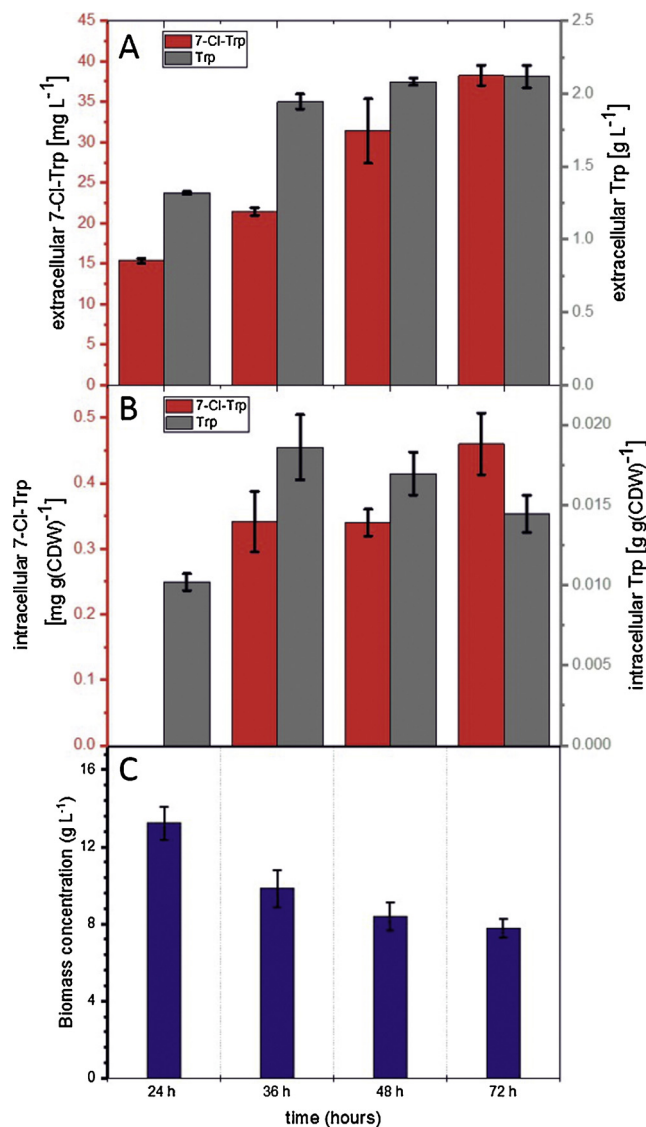 A
7-Cl-Trp
Trp
extracellular 7-Cl-Trp [mg L⁻¹]
45
40
35
30
25
20
15
10
5
0
2.5
2.0
1.5
1.0
0.5
0.0
extracellular Trp [g L⁻¹]
B
7-Cl-Trp
Trp
intracellular 7-Cl-Trp
[mg g(CDW)⁻¹]
0.5
0.4
0.3
0.2
0.1
0.0
0.020
0.015
0.010
0.005
0.000
intracellular Trp [g g(CDW)⁻¹]
C
Biomass concentration (g L⁻¹)
16
12
8
4
0
24 h 36 h 48 h 72 h
time (hours)